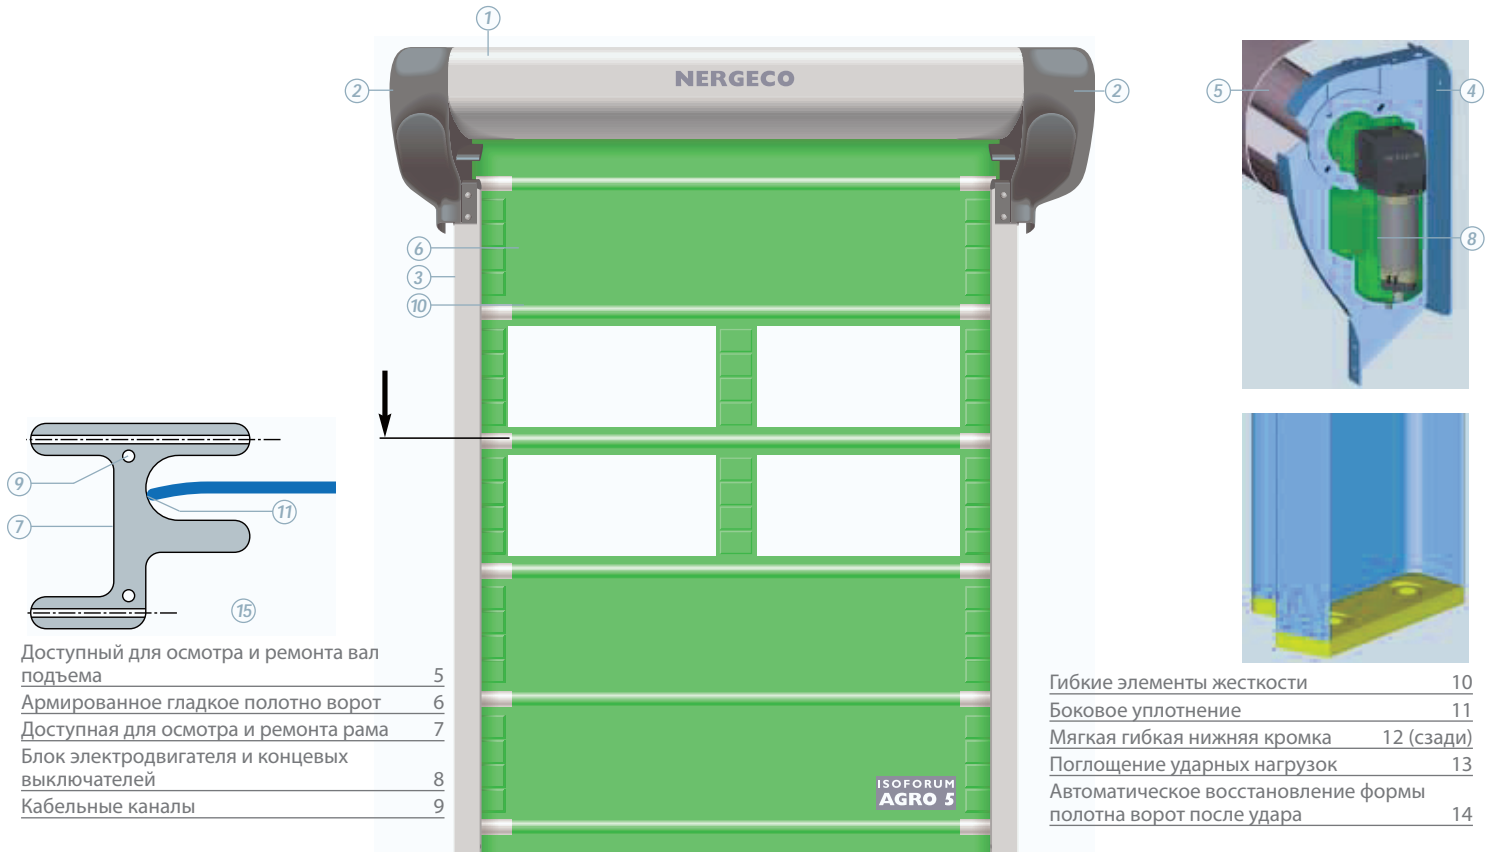 1
NERGECO
2
2
5
4
6
3
10
8
9
7
11
15
Доступный для осмотра и ремонта вал
подъема 5
Армированное гладкое полотно ворот 6
Доступная для осмотра и ремонта рама 7
Блок электродвигателя и концевых
выключателей 8
Кабельные каналы 9
ISOFORUM
AGRO 5
Гибкие элементы жесткости 10
Боковое уплотнение 11
Мягкая гибкая нижняя кромка 12 (сзади)
Поглощение ударных нагрузок 13
Автоматическое восстановление формы
полотна ворот после удара 14